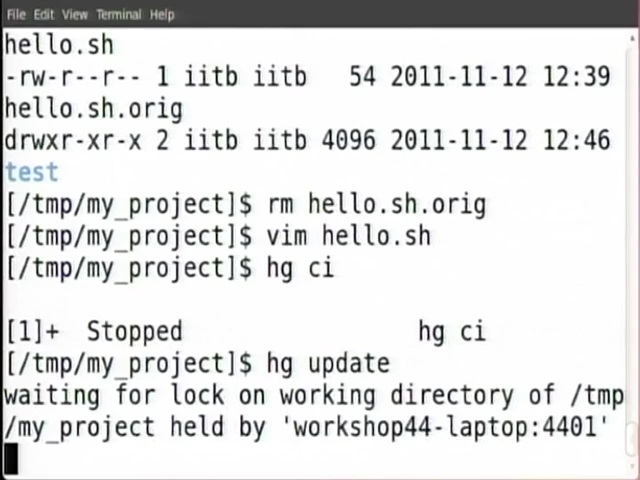 File Edit View Terminal Help
hello.sh
-rw-r--r-- 1 iitb iitb   54 2011-11-12 12:39
hello.sh.orig
drwxr-xr-x 2 iitb iitb 4096 2011-11-12 12:46
test
[/tmp/my_project]$ rm hello.sh.orig
[/tmp/my_project]$ vim hello.sh
[/tmp/my_project]$ hg ci
[1]+  Stopped                 hg ci
[/tmp/my_project]$ hg update
waiting for lock on working directory of /tmp
/my_project held by 'workshop44-laptop:4401'